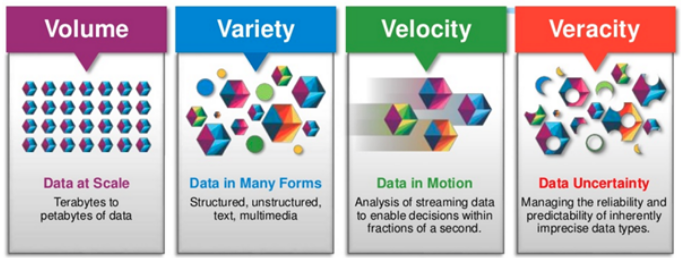 Volume
Data at Scale
Terabytes to
petabytes of data
Variety
Data in Many Forms
Structured, unstructured,
text, multimedia
Velocity
Data in Motion
Analysis of streaming data
to enable decisions within
fractions of a second.
Veracity
Data Uncertainty
Managing the reliability and
predictability of inherently
imprecise data types.